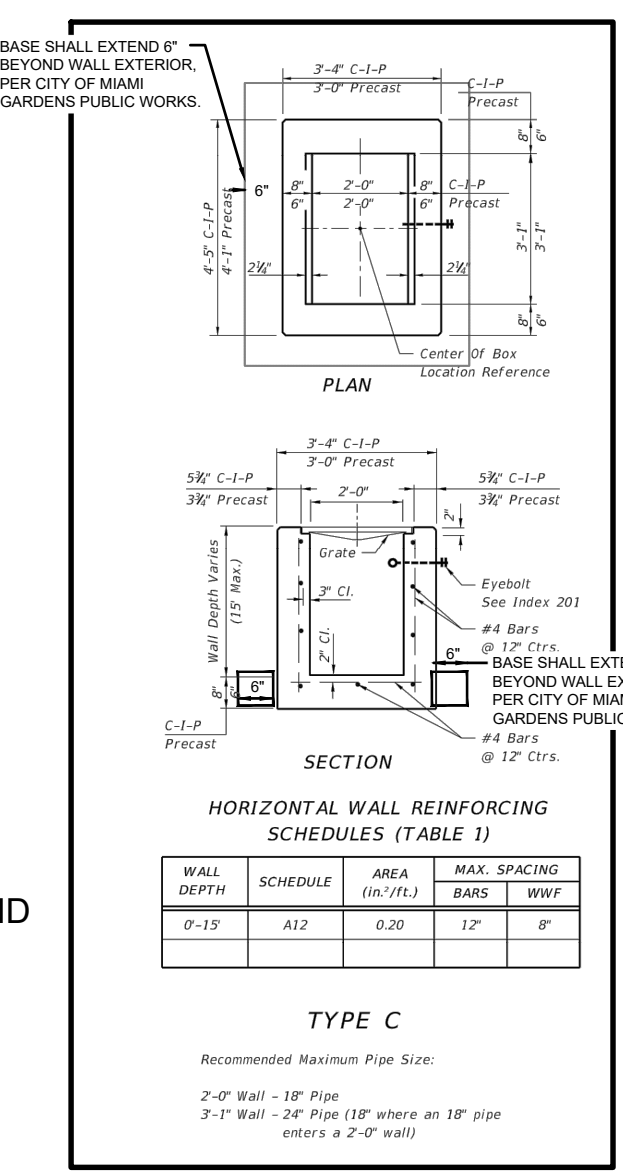 BASE SHALL EXTEND 6"
BEYOND WALL EXTERIOR,
PER CITY OF MIAMI
GARDENS PUBLIC WORKS.
3'-4" C-I-P
3'-0" Precast
C-I-P
Precast
8"
6"
6"
8"
6"
2'-0"
2'-0"
8"
6"
C-I-P
Precast
4'-5" C-I-P
4'-1" Precast
3'-1"
3'-1"
2¼"
2¼"
8"
6"
Center Of Box
Location Reference
PLAN
3'-4" C-I-P
3'-0" Precast
5¾" C-I-P
3¾" Precast
5¾" C-I-P
3¾" Precast
2'-0"
2"
Grate
Wall Depth Varies
(15' Max.)
3" Cl.
Eyebolt
See Index 201
#4 Bars
@ 12" Ctrs.
2" Cl.
6"
BASE SHALL EXTE
BEYOND WALL EX
PER CITY OF MIAM
GARDENS PUBLIC
8"
6"
6"
C-I-P
Precast
#4 Bars
@ 12" Ctrs.
SECTION
HORIZONTAL WALL REINFORCING
SCHEDULES (TABLE 1)
WALL DEPTH SCHEDULE AREA (in.²/ft.) MAX. SPACING
BARS WWF
0'-15' A12 0.20 12" 8"
ID
TYPE C
Recommended Maximum Pipe Size:
2'-0" Wall - 18" Pipe
3'-1" Wall - 24" Pipe (18" where an 18" pipe
enters a 2'-0" wall)